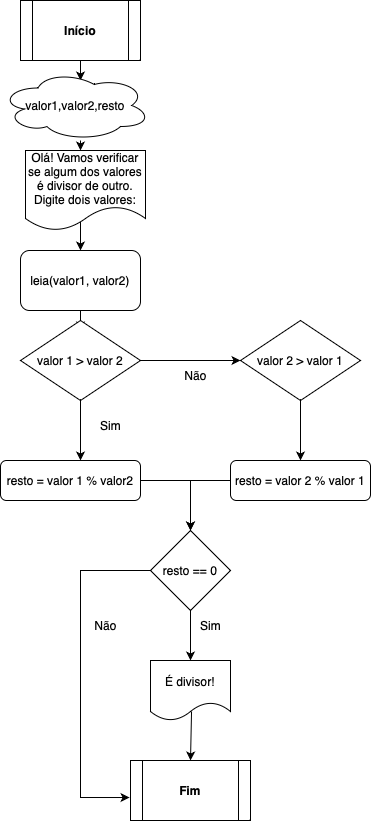 Início
valor1,valor2,resto
Olá! Vamos verificar
se algum dos valores
é divisor de outro.
Digite dois valores:
leia(valor1, valor2)
valor 1 > valor 2
Não
valor 2 > valor 1
Sim
resto = valor 1 % valor2
resto = valor 2 % valor 1
resto == 0
Não
Sim
É divisor!
Fim